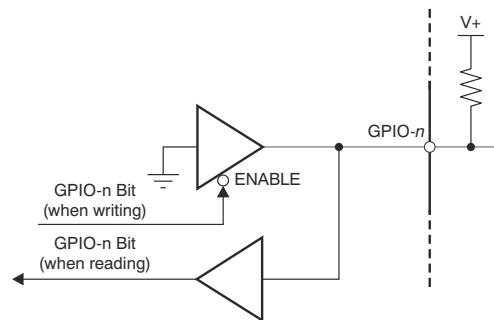 V+
GPIO-n
ENABLE
GPIO-n Bit
(when writing)
GPIO-n Bit
(when reading)